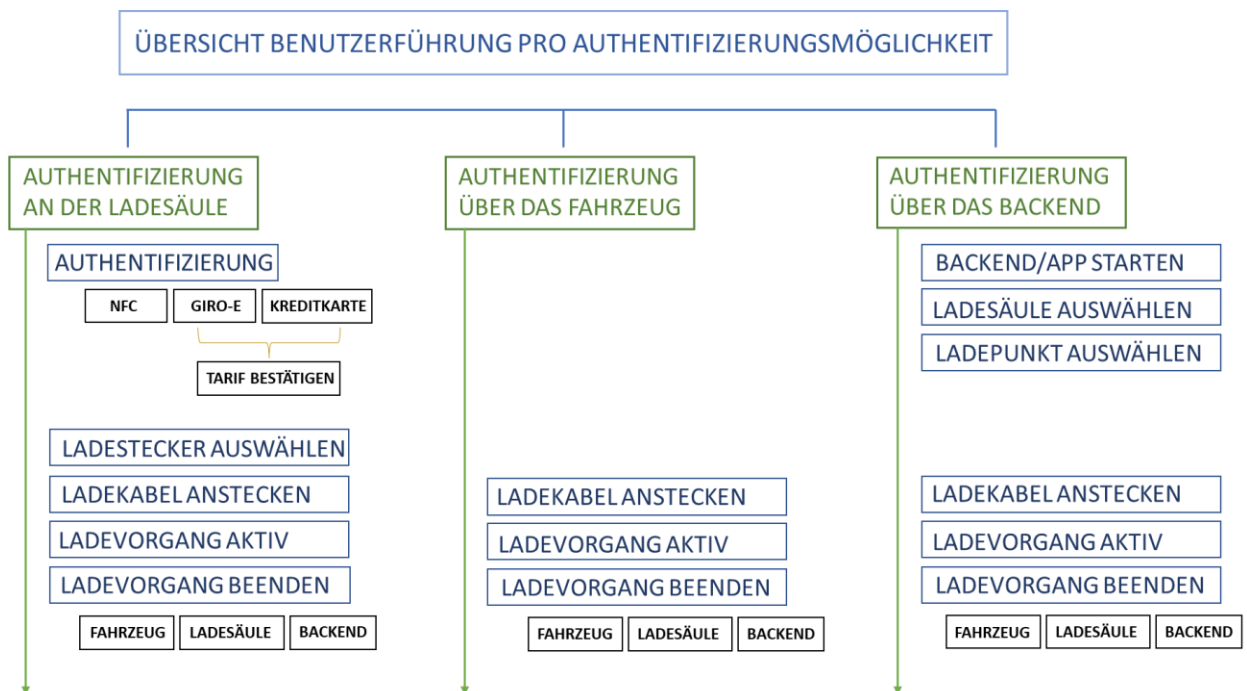 ÜBERSICHT BENUTZERFÜHRUNG PRO AUTHENTIFIZIERUNGSMÖGLICHKEIT
AUTHENTIFIZIERUNG
AN DER LADESÄULE
AUTHENTIFIZIERUNG
NFC
GIRO-E
KREDITKARTE
TARIF BESTÄTIGEN
LADESTECKER AUSWÄHLEN
LADEKABEL ANSTECKEN
LADEVORGANG AKTIV
LADEVORGANG BEENDEN
FAHRZEUG
LADESÄULE
BACKEND
AUTHENTIFIZIERUNG
ÜBER DAS FAHRZEUG
LADEKABEL ANSTECKEN
LADEVORGANG AKTIV
LADEVORGANG BEENDEN
FAHRZEUG
LADESÄULE
BACKEND
AUTHENTIFIZIERUNG
ÜBER DAS BACKEND
BACKEND/APP STARTEN
LADESÄULE AUSWÄHLEN
LADEPUNKT AUSWÄHLEN
LADEKABEL ANSTECKEN
LADEVORGANG AKTIV
LADEVORGANG BEENDEN
FAHRZEUG
LADESÄULE
BACKEND